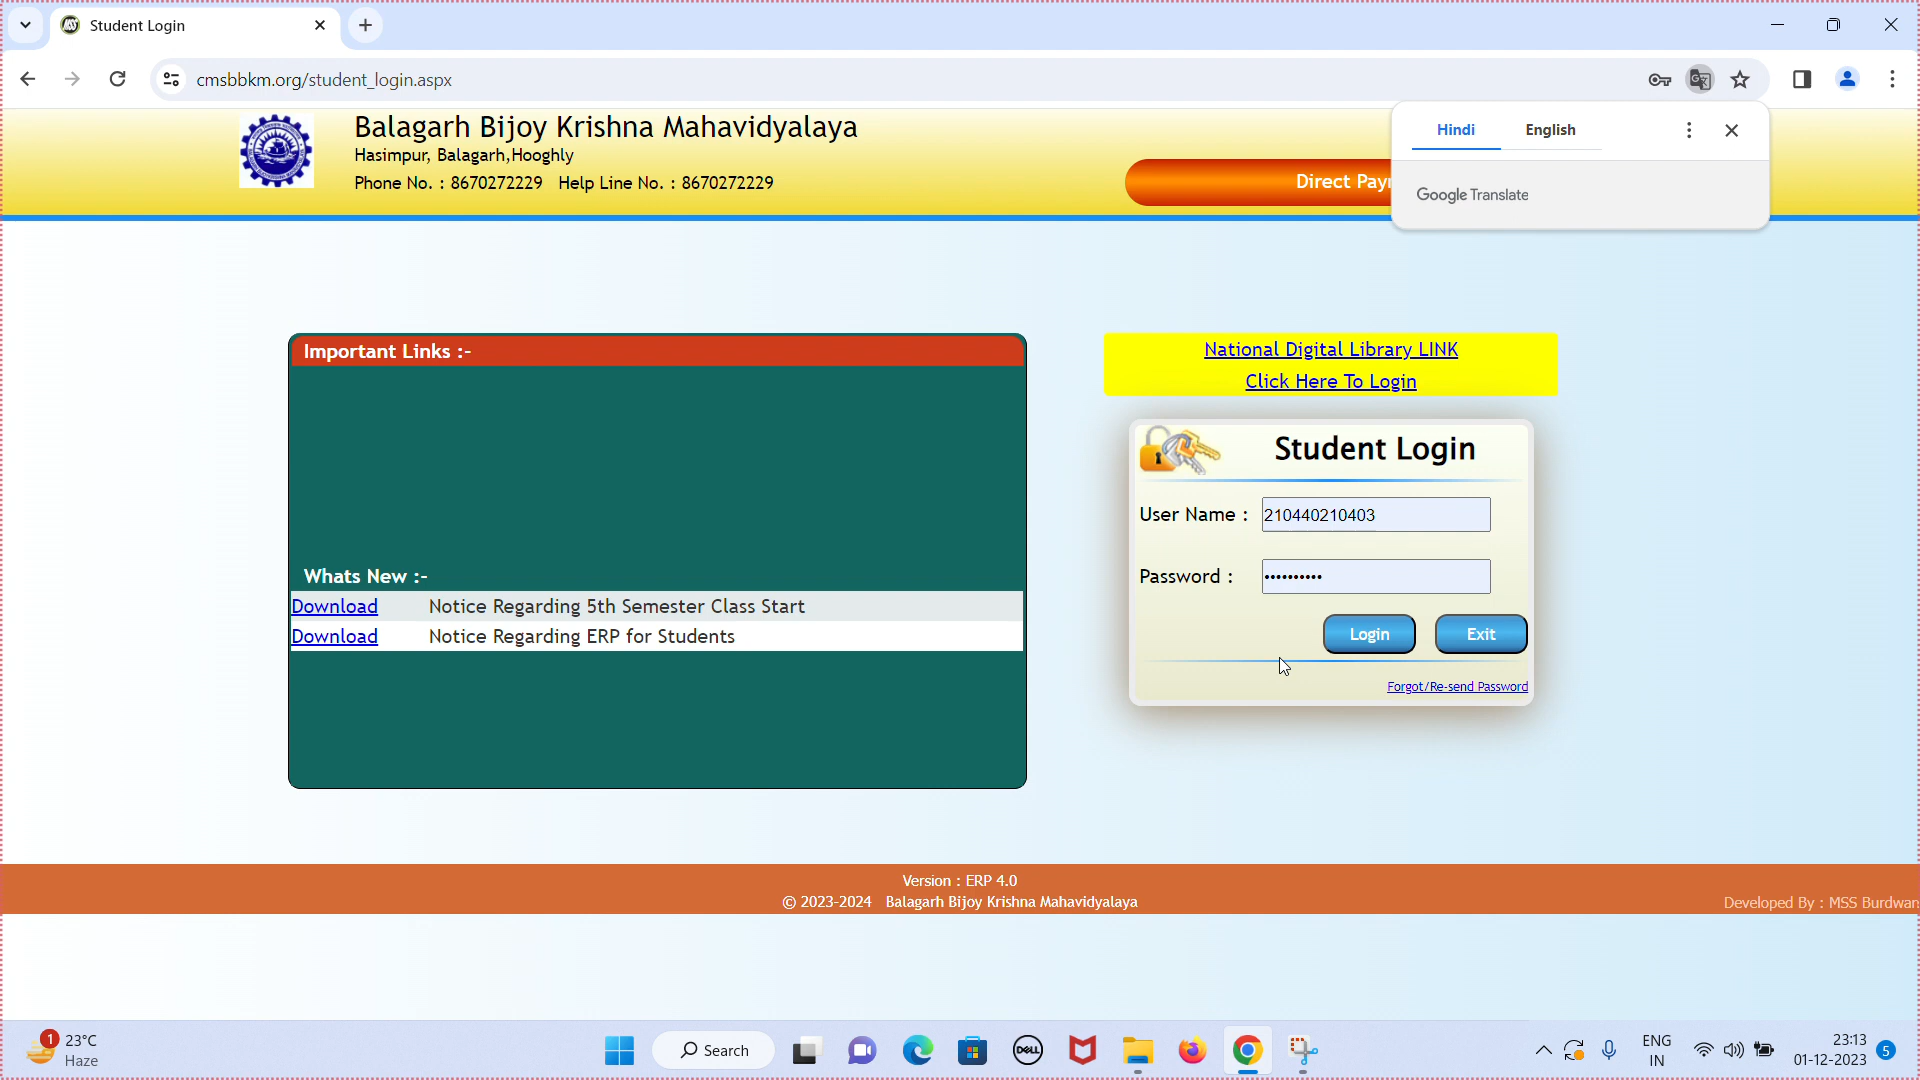 Student Login
cmsbbkm.org/student_login.aspx
Balagarh Bijoy Krishna Mahavidyalaya
Hasimpur, Balagarh,Hooghly
Phone No. : 8670272229 Help Line No. : 8670272229
Direct Payr
Hindi English
Google Translate
Important Links :-
National Digital Library LINK
Click Here To Login
Student Login
User Name : 210440210403
Password : ••••••••••
Login Exit
Forgot/Re-send Password
Whats New :-
Download Notice Regarding 5th Semester Class Start
Download Notice Regarding ERP for Students
Version : ERP 4.0
© 2023-2024 Balagarh Bijoy Krishna Mahavidyalaya
Developed By : MSS Burdwan
1 23°C
Haze
Search
DELL
ENG
IN
23:13
01-12-2023
5